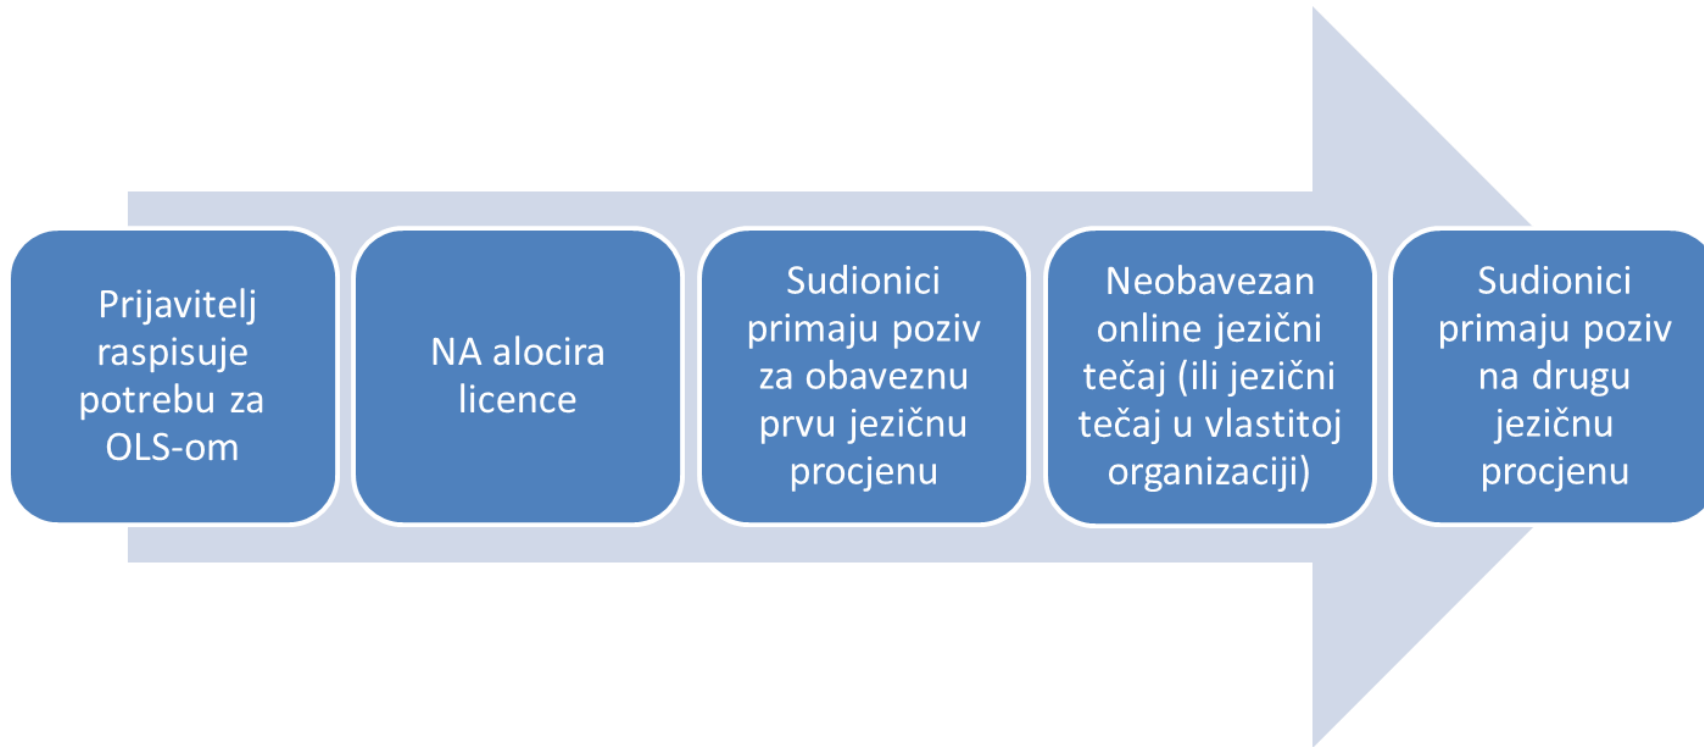 Prijavitelj
raspisuje
potrebu za
OLS-om
NA alocira
licence
Sudionici
primaju poziv
za obaveznu
prvu jezičnu
procjenu
Neobavezan
online jezični
tečaj (ili jezični
tečaj u vlastitoj
organizaciji)
Sudionici
primaju poziv
na drugu
jezičnu
procjenu